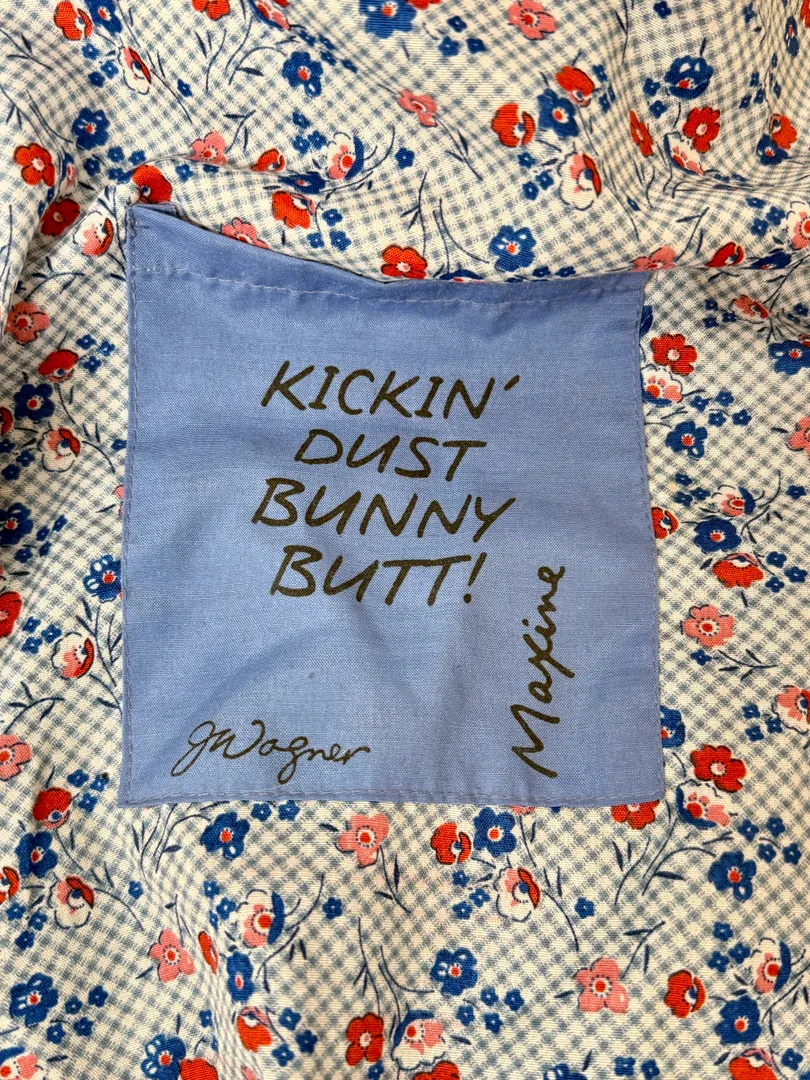 KICKIN'
DUST
BUNNY
BUTT!
Maxine
JWagner